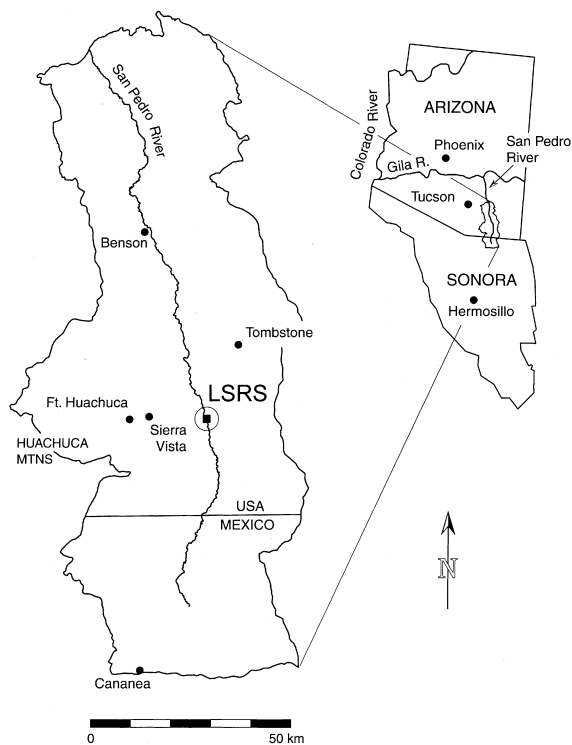 San Pedro River
Benson
Tombstone
LSRS
Ft. Huachuca
Sierra
Vista
HUACHUCA
MTNS
USA
MEXICO
Cananea
0 50 km
ARIZONA
Colorado River
Phoenix
San Pedro
River
Gila R.
Tucson
SONORA
Hermosillo
N